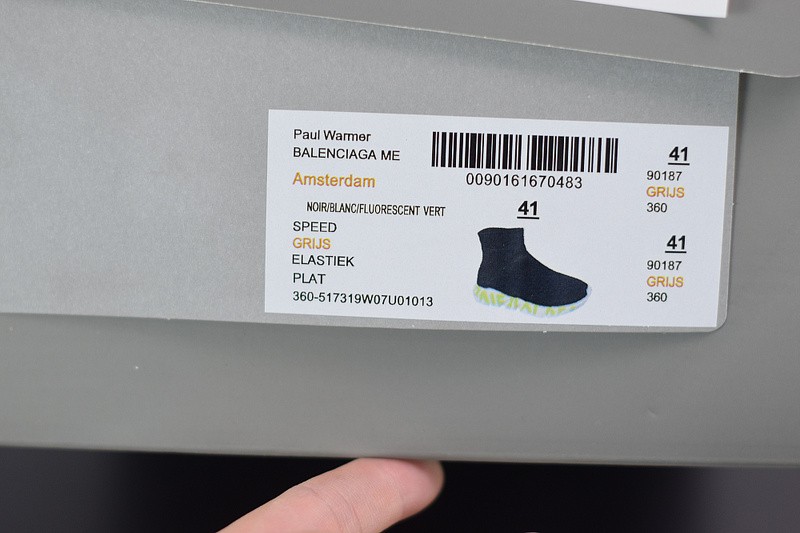 Paul Warmer
BALENCIAGA ME
Amsterdam
NOIR/BLANC/FLUORESCENT VERT
SPEED
GRIJS
ELASTIEK
PLAT
360-517319W07U01013
0090161670483
41
41
90187
GRIJS
360
41
90187
GRIJS
360